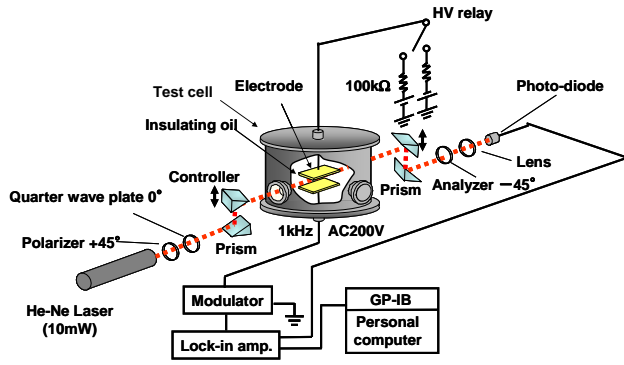 HV relay
Electrode
100kΩ
Test cell
Photo-diode
Insulating oil
Controller
Lens
Prism
Analyzer −45°
Quarter wave plate 0°
Polarizer +45°
Prism
1kHz AC200V
He-Ne Laser
(10mW)
Modulator
GP-IB
Personal
computer
Lock-in amp.